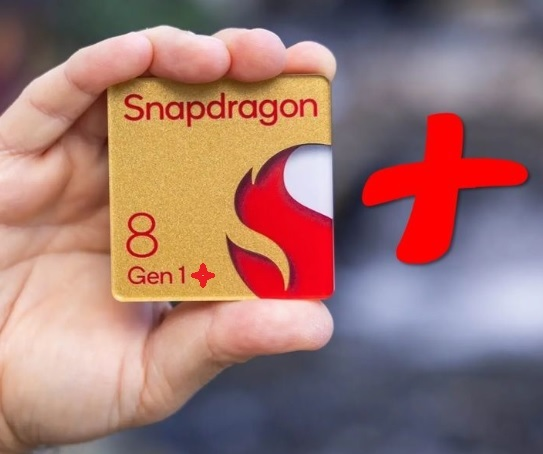 Snapdragon
8
Gen 1+
+